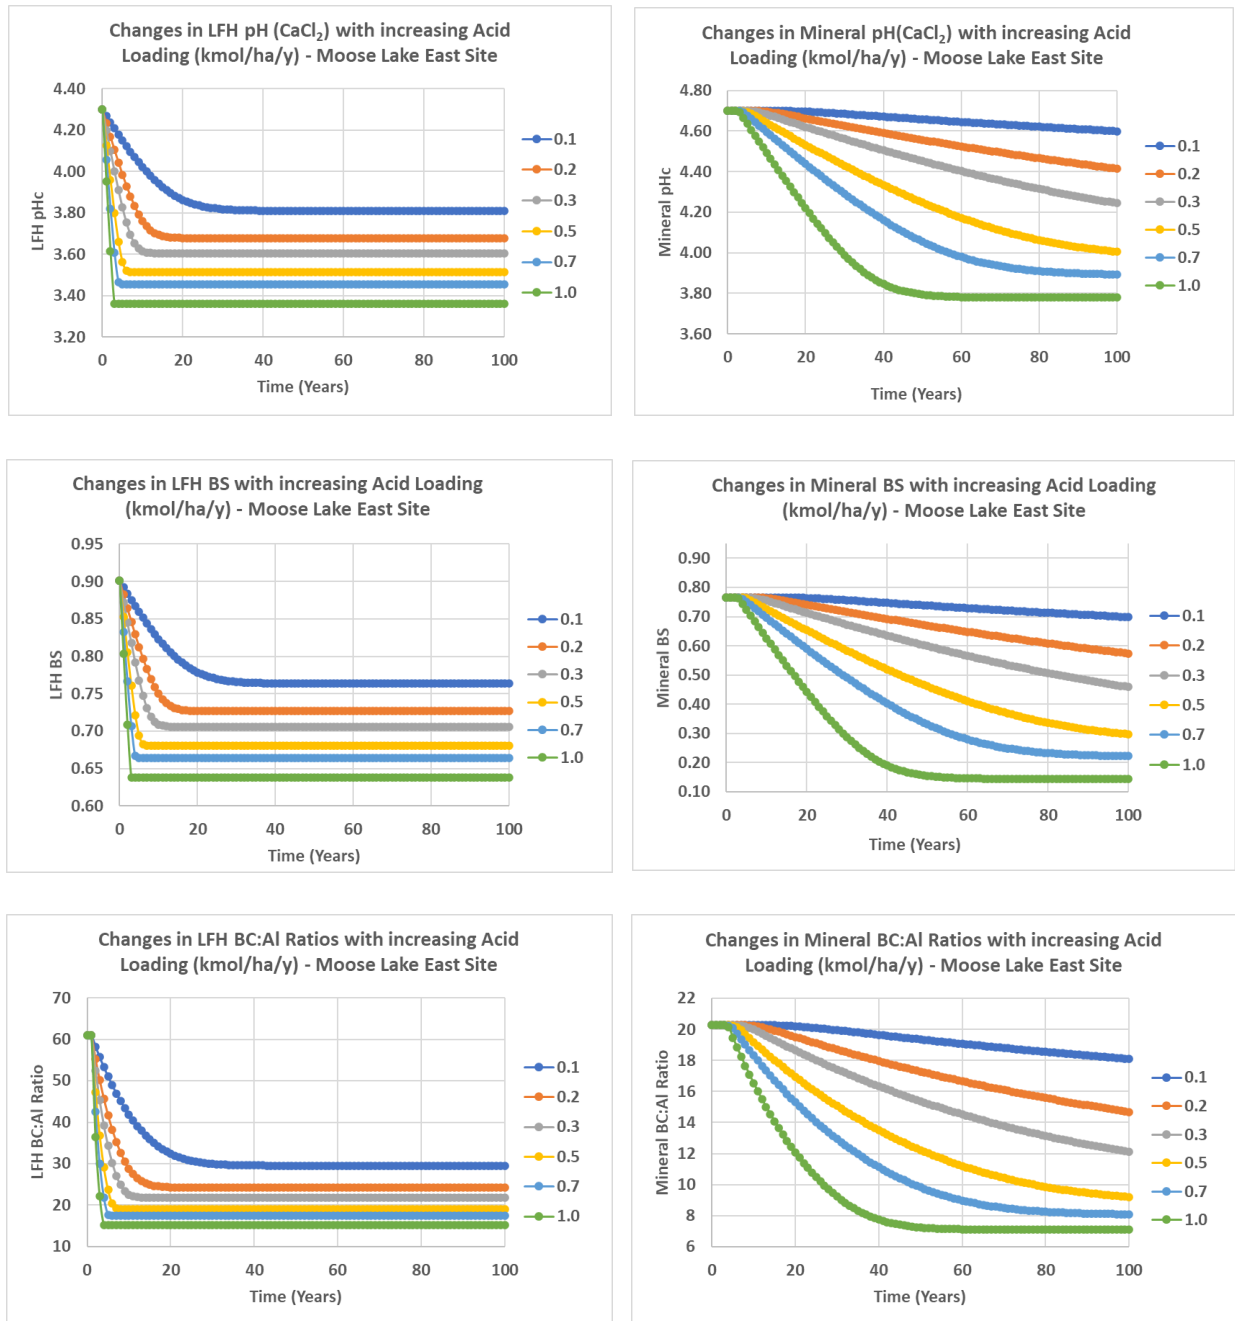 Changes in LFH pH (CaCl₂) with increasing Acid
Loading (kmol/ha/y) - Moose Lake East Site
4.40
4.20
4.00
3.80
3.60
3.40
3.20
LFH pHc
0 20 40 60 80 100
Time (Years)
0.1
0.2
0.3
0.5
0.7
1.0
Changes in Mineral pH(CaCl₂) with increasing Acid
Loading (kmol/ha/y) - Moose Lake East Site
4.80
4.60
4.40
4.20
4.00
3.80
3.60
Mineral pHc
0 20 40 60 80 100
Time (Years)
0.1
0.2
0.3
0.5
0.7
1.0
Changes in LFH BS with increasing Acid Loading
(kmol/ha/y) - Moose Lake East Site
0.95
0.90
0.85
0.80
0.75
0.70
0.65
0.60
LFH BS
0 20 40 60 80 100
Time (Years)
0.1
0.2
0.3
0.5
0.7
1.0
Changes in Mineral BS with increasing Acid Loading
(kmol/ha/y) - Moose Lake East Site
0.90
0.80
0.70
0.60
0.50
0.40
0.30
0.20
0.10
Mineral BS
0 20 40 60 80 100
Time (Years)
0.1
0.2
0.3
0.5
0.7
1.0
Changes in LFH BC:Al Ratios with increasing Acid
Loading (kmol/ha/y) - Moose Lake East Site
70
60
50
40
30
20
10
LFH BC:Al Ratio
0 20 40 60 80 100
Time (Years)
0.1
0.2
0.3
0.5
0.7
1.0
Changes in Mineral BC:Al Ratios with increasing Acid
Loading (kmol/ha/y) - Moose Lake East Site
22
20
18
16
14
12
10
8
6
Mineral BC:Al Ratio
0 20 40 60 80 100
Time (Years)
0.1
0.2
0.3
0.5
0.7
1.0